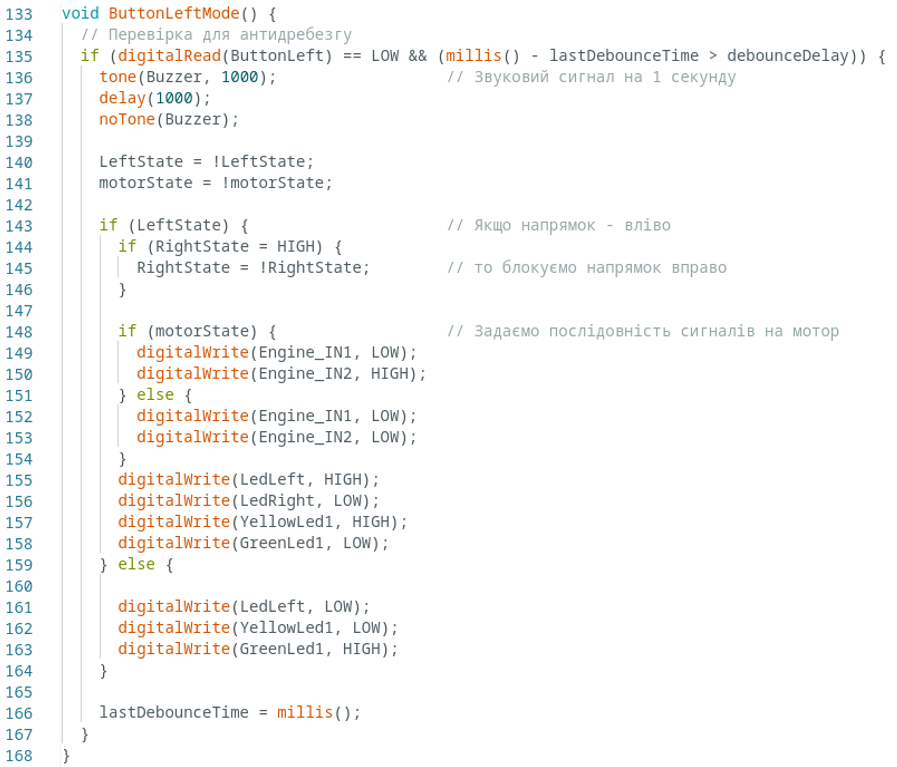 133 void ButtonLeftMode() {
134 // Перевірка для антидребезгу
135 if (digitalRead(ButtonLeft) == LOW && (millis() - lastDebounceTime > debounceDelay)) {
136 tone(Buzzer, 1000); // Звуковий сигнал на 1 секунду
137 delay(1000);
138 noTone(Buzzer);
139
140 LeftState = !LeftState;
141 motorState = !motorState;
142
143 if (LeftState) { // Якщо напрямок - вліво
144 if (RightState = HIGH) {
145 RightState = !RightState; // то блокуємо напрямок вправо
146 }
147
148 if (motorState) { // Задаємо послідовність сигналів на мотор
149 digitalWrite(Engine_IN1, LOW);
150 digitalWrite(Engine_IN2, HIGH);
151 } else {
152 digitalWrite(Engine_IN1, LOW);
153 digitalWrite(Engine_IN2, LOW);
154 }
155 digitalWrite(LedLeft, HIGH);
156 digitalWrite(LedRight, LOW);
157 digitalWrite(YellowLed1, HIGH);
158 digitalWrite(GreenLed1, LOW);
159 } else {
160
161 digitalWrite(LedLeft, LOW);
162 digitalWrite(YellowLed1, LOW);
163 digitalWrite(GreenLed1, HIGH);
164 }
165
166 lastDebounceTime = millis();
167 }
168 }